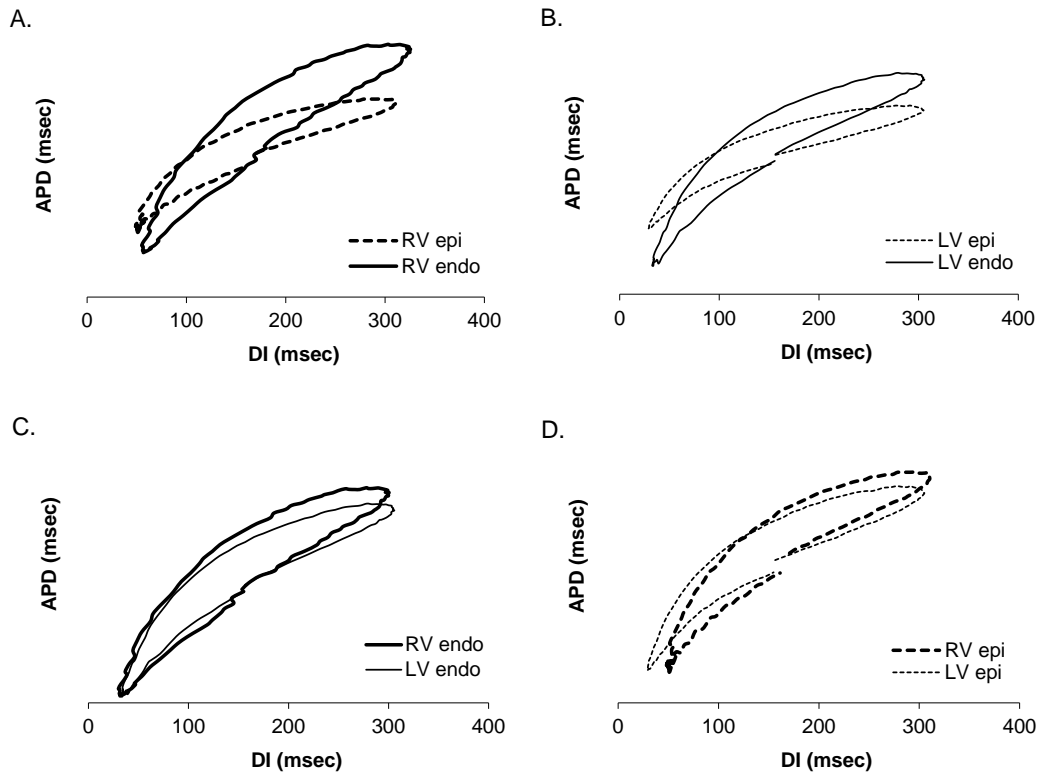 A.
APD (msec)
RV epi
RV endo
0 100 200 300 400
DI (msec)
B.
APD (msec)
LV epi
LV endo
0 100 200 300 400
DI (msec)
C.
APD (msec)
RV endo
LV endo
0 100 200 300 400
DI (msec)
D.
APD (msec)
RV epi
LV epi
0 100 200 300 400
DI (msec)